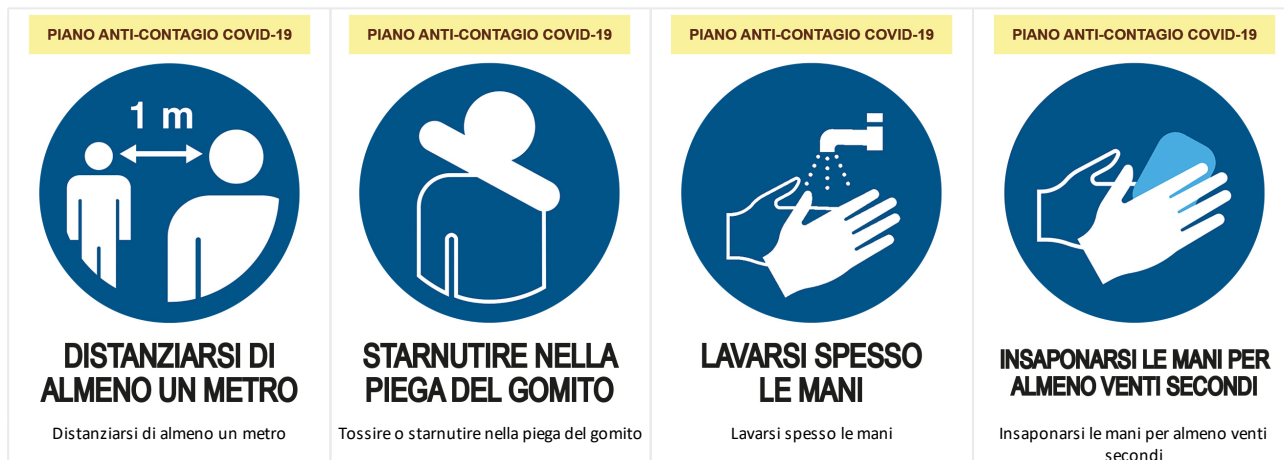 PIANO ANTI-CONTAGIO COVID-19
1 m
DISTANZIARSI DI
ALMENO UN METRO
Distanziarsi di almeno un metro
PIANO ANTI-CONTAGIO COVID-19
STARNUTIRE NELLA
PIEGA DEL GOMITO
Tossire o starnutire nella piega del gomito
PIANO ANTI-CONTAGIO COVID-19
LAVARSI SPESSO
LE MANI
Lavarsi spesso le mani
PIANO ANTI-CONTAGIO COVID-19
INSAPONARSI LE MANI PER
ALMENO VENTI SECONDI
Insaponarsi le mani per almeno venti
secondi